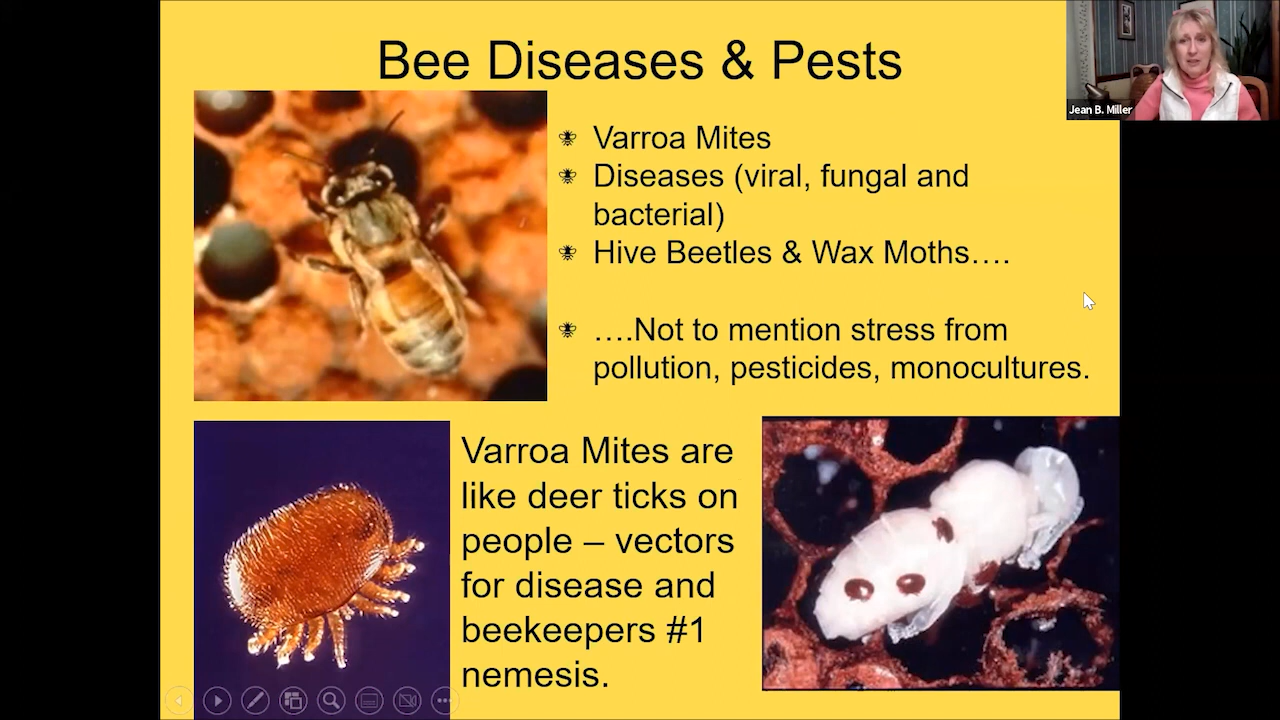 Bee Diseases & Pests
Jean B. Miller
Varroa Mites
Diseases (viral, fungal and
bacterial)
Hive Beetles & Wax Moths….
….Not to mention stress from
pollution, pesticides, monocultures.
Varroa Mites are
like deer ticks on
people – vectors
for disease and
beekeepers #1
nemesis.